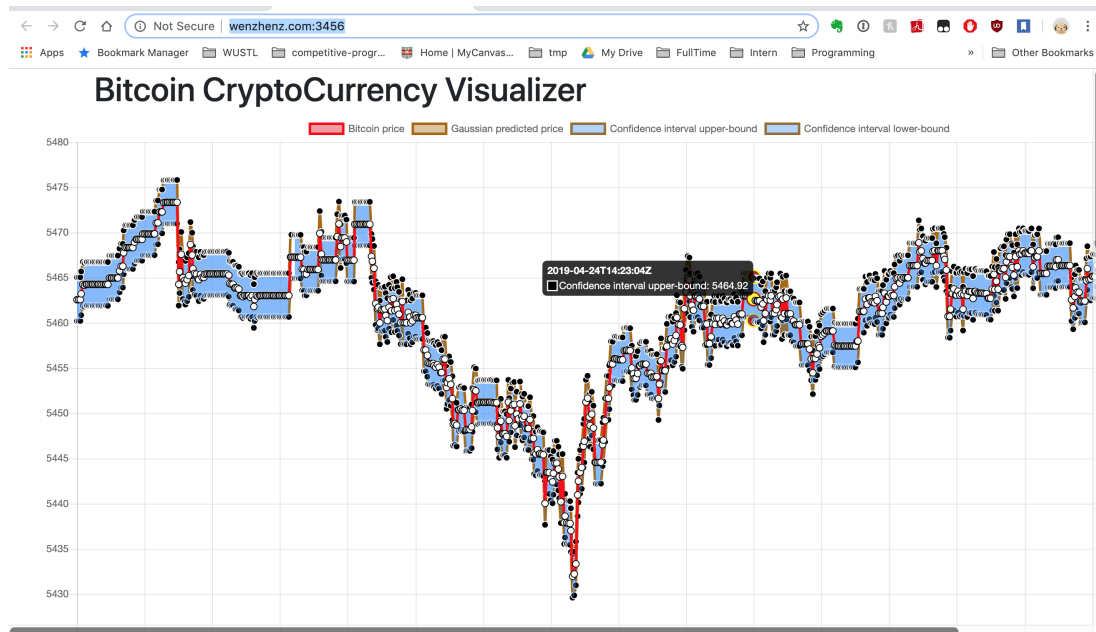 Not Secure | wenzhenz.com:3456
Apps Bookmark Manager WUSTL competitive-progr... Home | MyCanvas... tmp My Drive FullTime Intern Programming » Other Bookmarks
Bitcoin CryptoCurrency Visualizer
Bitcoin price Gaussian predicted price Confidence interval upper-bound Confidence interval lower-bound
5480
5475
5470
5465
2019-04-24T14:23:04Z
Confidence interval upper-bound: 5464.92
5460
5455
5450
5445
5440
5435
5430